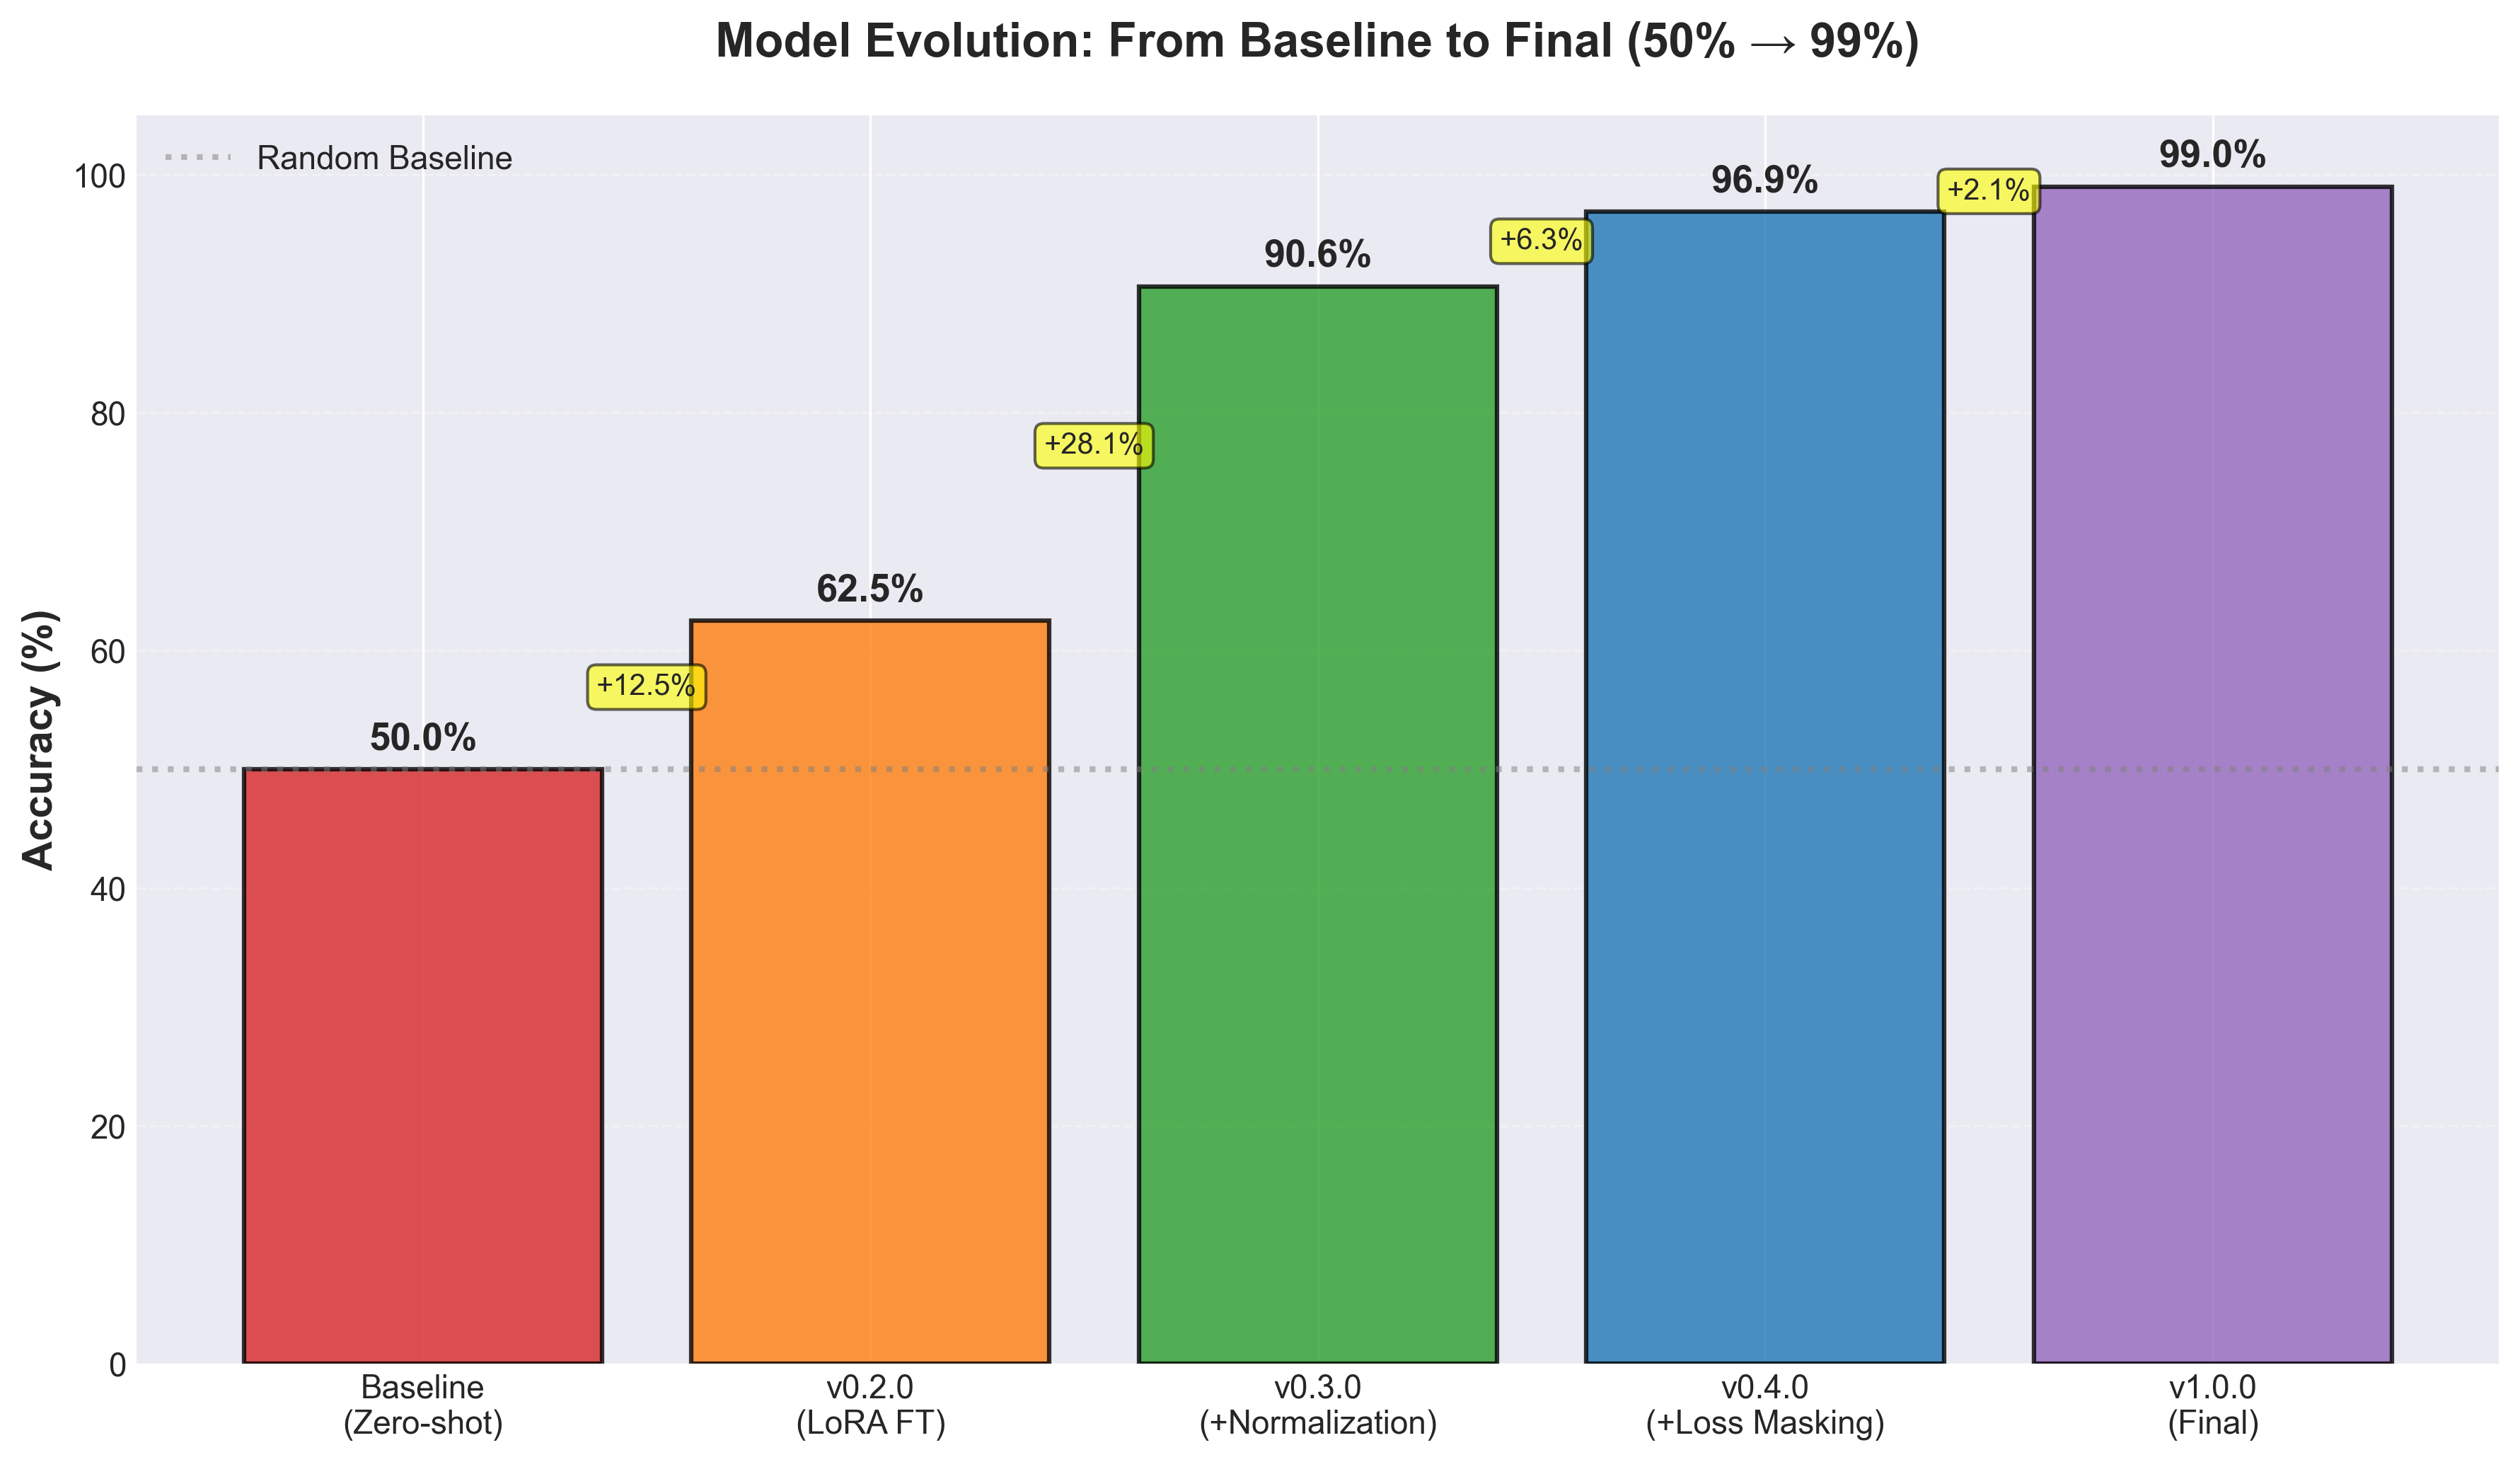 Model Evolution: From Baseline to Final (50% → 99%)
Random Baseline
Accuracy (%)
100
80
60
40
20
0
50.0%
+12.5%
62.5%
+28.1%
90.6%
+6.3%
96.9%
+2.1%
99.0%
Baseline
(Zero-shot)
v0.2.0
(LoRA FT)
v0.3.0
(+Normalization)
v0.4.0
(+Loss Masking)
v1.0.0
(Final)